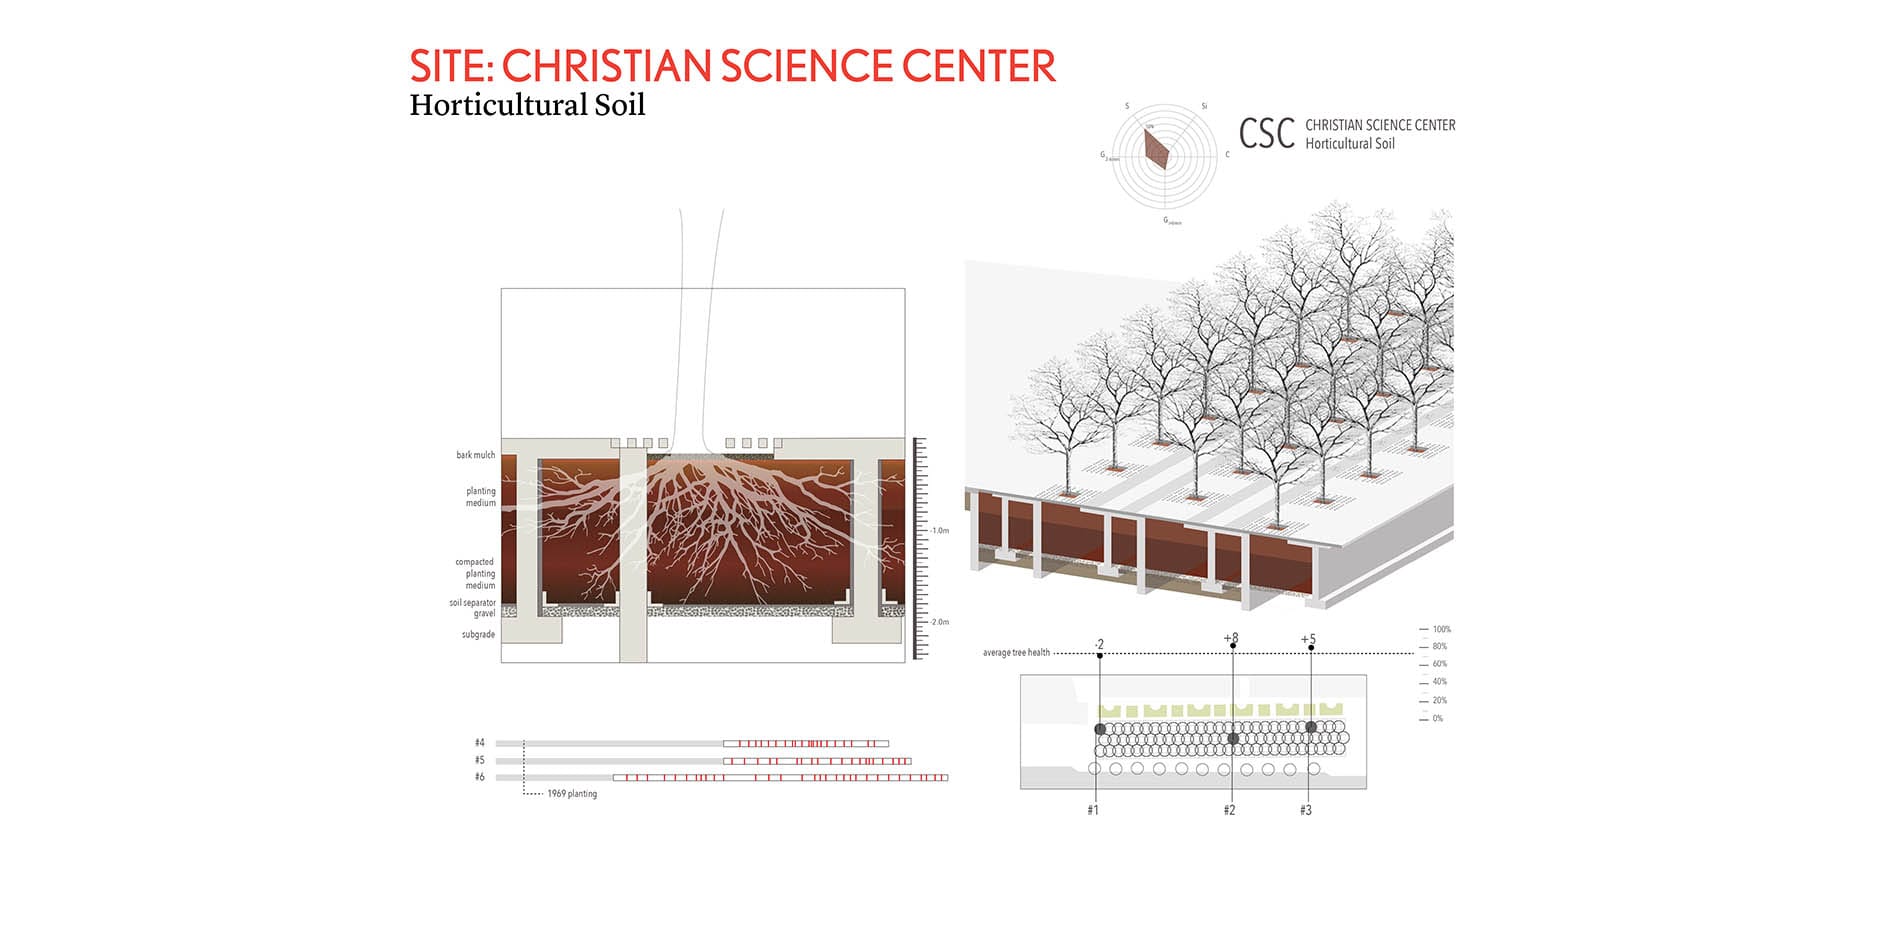 SITE: CHRISTIAN SCIENCE CENTER
Horticultural Soil
S
Si
G
C
G
CSC
CHRISTIAN SCIENCE CENTER
Horticultural Soil
bark mulch
planting
medium
compacted
planting
medium
soil separator
gravel
subgrade
-1.0m
-2.0m
average tree health
-2
+8
+5
100%
80%
60%
40%
20%
0%
#1
#2
#3
#4
#5
#6
1969 planting